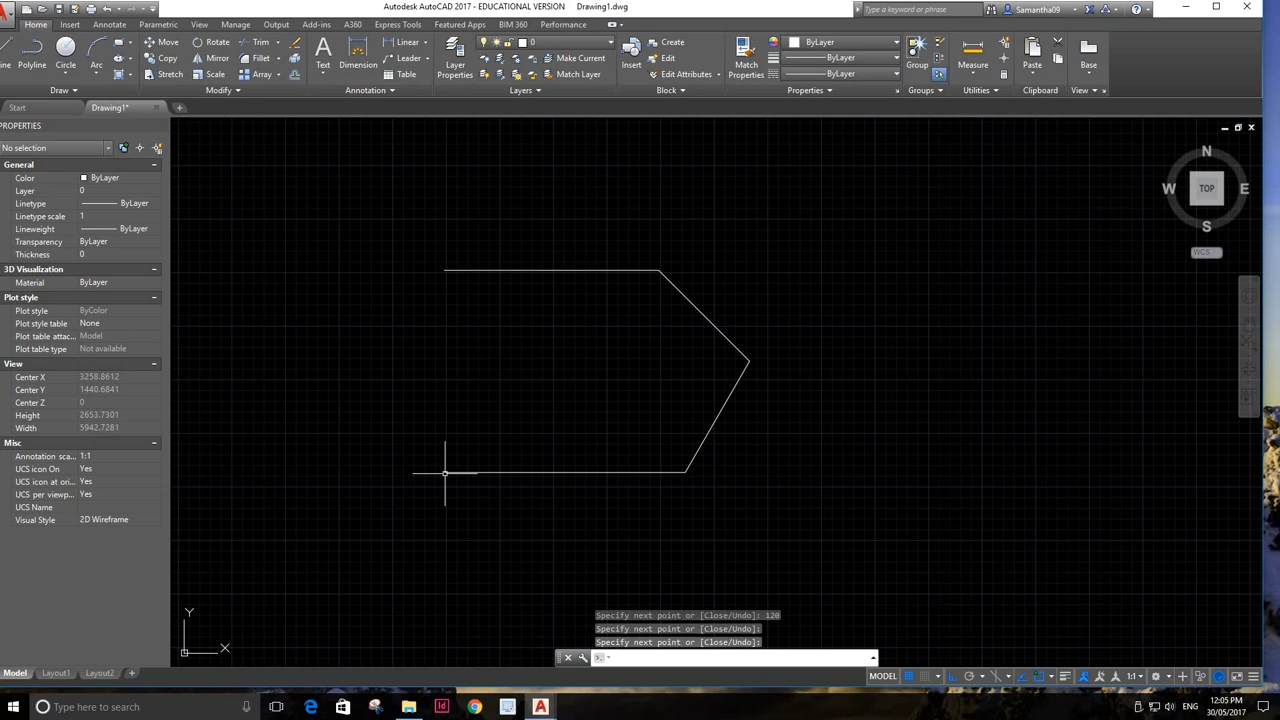 Autodesk AutoCAD 2017 - EDUCATIONAL VERSION Drawing1.dwg
Type a keyword or phrase
Samantha09
Home Insert Annotate Parametric View Manage Output Add-ins A360 Express Tools Featured Apps BIM 360 Performance
Polyline Circle Arc
Move Rotate Trim
Copy Mirror Fillet
Stretch Scale Array
Text Dimension
Linear
Leader
Table
Layer Properties
0
Make Current
Match Layer
Insert
Create
Edit
Edit Attributes
Match Properties
ByLayer
ByLayer
ByLayer
Group
Measure
Paste
Base
Draw Modify Annotation Layers Block Properties Groups Utilities Clipboard View
Start Drawing1*
PROPERTIES
No selection
General
Color ByLayer
Layer 0
Linetype ByLayer
Linetype scale 1
Lineweight ByLayer
Transparency ByLayer
Thickness 0
3D Visualization
Material ByLayer
Plot style
Plot style ByColor
Plot style table None
Plot table attac... Model
Plot table type Not available
View
Center X 3258.8612
Center Y 1440.6841
Center Z 0
Height 2653.7301
Width 5942.7281
Misc
Annotation sca... 1:1
UCS icon On Yes
UCS icon at ori... Yes
UCS per viewp... Yes
UCS Name
Visual Style 2D Wireframe
N
W TOP E
S
WCS
Y
X
Specify next point or [Close/Undo]: 120
Specify next point or [Close/Undo]:
Specify next point or [Close/Undo]:
Model Layout1 Layout2
MODEL
1:1
Type here to search
12:05 PM
30/05/2017